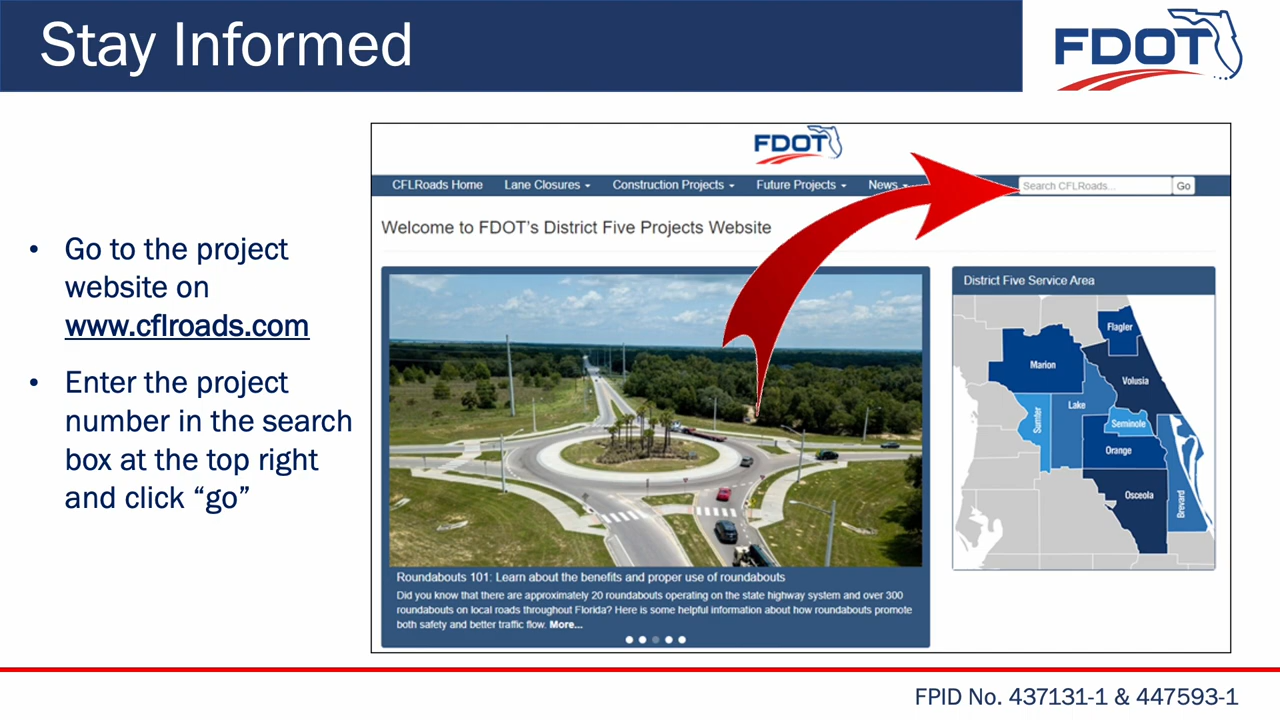 Stay Informed
FDOT
• Go to the project
website on
www.cflroads.com
• Enter the project
number in the search
box at the top right
and click “go”
FDOT
CFLRoads Home Lane Closures Construction Projects Future Projects News Search CFLRoads... Go
Welcome to FDOT's District Five Projects Website
District Five Service Area
Flagler
Marion
Volusia
Lake
Sumter
Seminole
Orange
Osceola
Brevard
Roundabouts 101: Learn about the benefits and proper use of roundabouts
Did you know that there are approximately 20 roundabouts operating on the state highway system and over 300
roundabouts on local roads throughout Florida? Here is some helpful information about how roundabouts promote
both safety and better traffic flow. More...
FPID No. 437131-1 & 447593-1